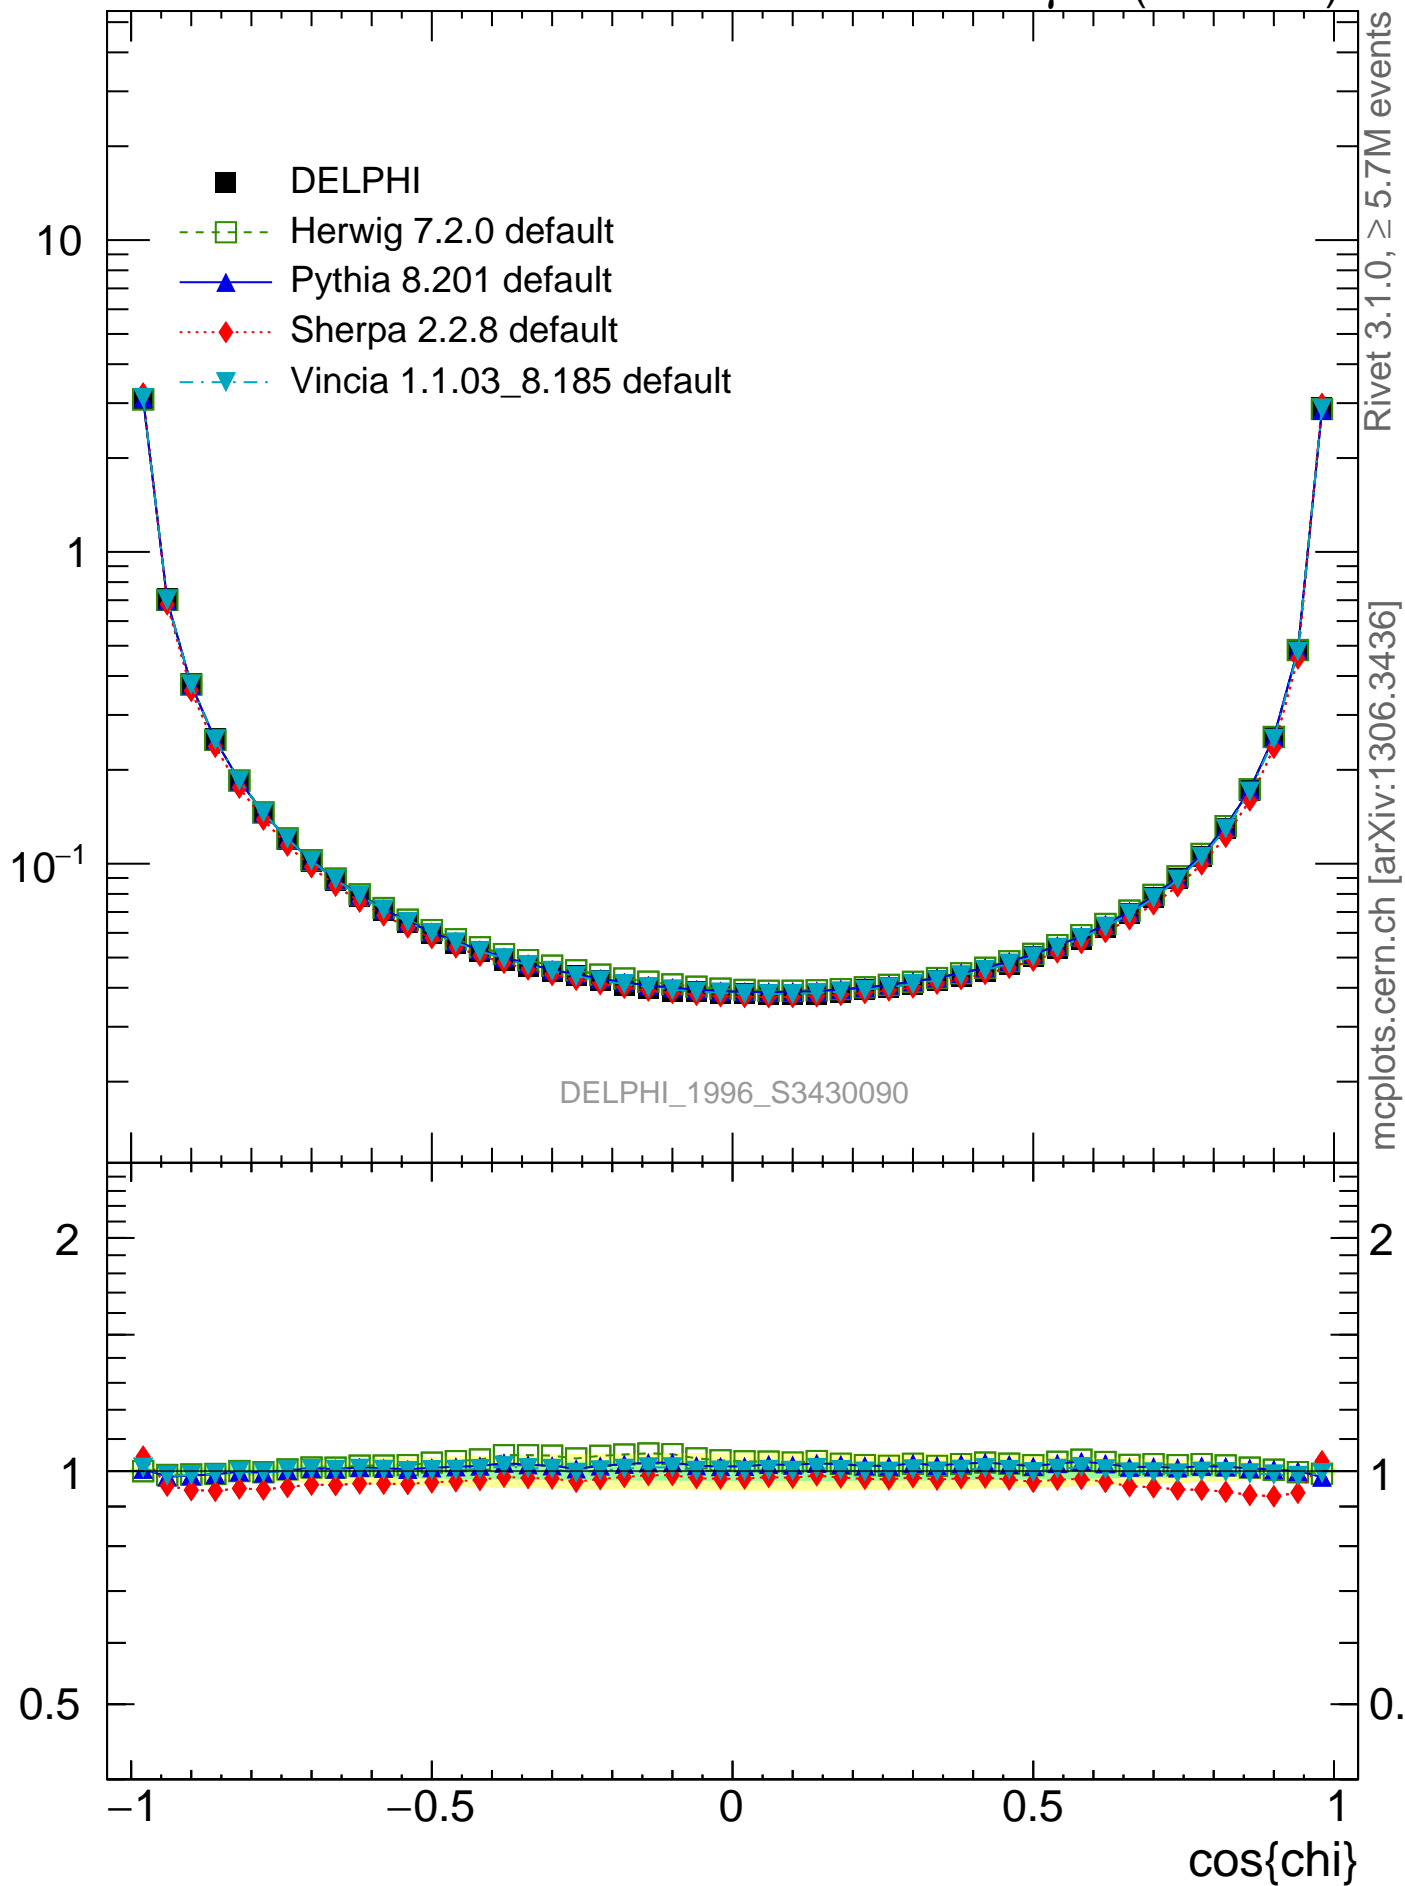 DELPHI
Herwig 7.2.0 default
Pythia 8.201 default
Sherpa 2.2.8 default
Vincia 1.1.03_8.185 default
10
1
10⁻¹
DELPHI_1996_S3430090
Rivet 3.1.0, ≥ 5.7M events
mcplots.cern.ch [arXiv:1306.3436]
2
2
1
1
0.5
0.
−1
−0.5
0
0.5
1
cos{chi}